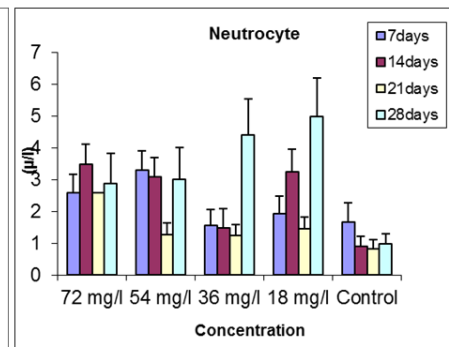 Neutrocyte
7days
14days
21days
28days
7
6
5
4
3
2
1
0
(µ/l)
72 mg/l 54 mg/l 36 mg/l 18 mg/l Control
Concentration